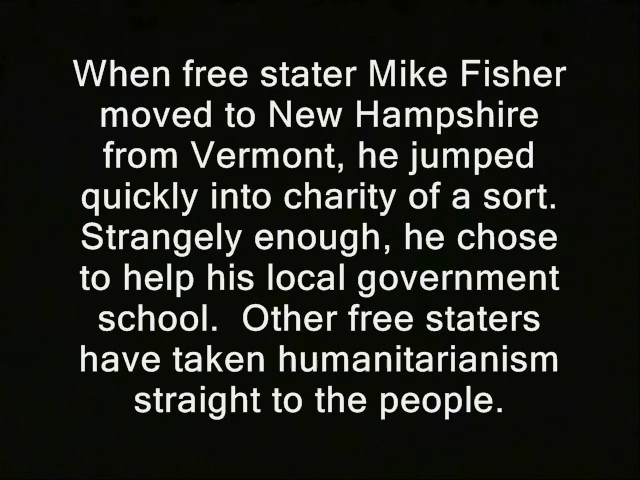 When free stater Mike Fisher
moved to New Hampshire
from Vermont, he jumped
quickly into charity of a sort.
Strangely enough, he chose
to help his local government
school.  Other free staters
have taken humanitarianism
straight to the people.